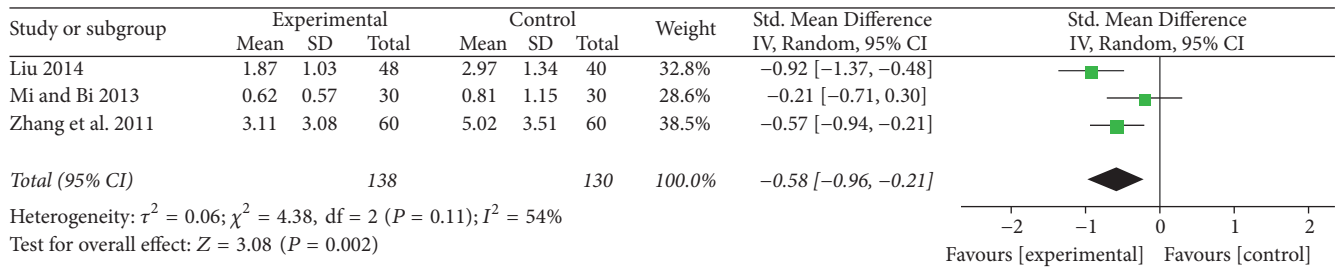 Study or subgroup Experimental Control Weight Std. Mean Difference Std. Mean Difference
Mean SD Total Mean SD Total IV, Random, 95% CI IV, Random, 95% CI
Liu 2014 1.87 1.03 48 2.97 1.34 40 32.8% −0.92 [−1.37, −0.48]
Mi and Bi 2013 0.62 0.57 30 0.81 1.15 30 28.6% −0.21 [−0.71, 0.30]
Zhang et al. 2011 3.11 3.08 60 5.02 3.51 60 38.5% −0.57 [−0.94, −0.21]
Total (95% CI) 138 130 100.0% −0.58 [−0.96, −0.21]
Heterogeneity: τ² = 0.06; χ² = 4.38, df = 2 (P = 0.11); I² = 54%
Test for overall effect: Z = 3.08 (P = 0.002)
−2 −1 0 1 2
Favours [experimental] Favours [control]